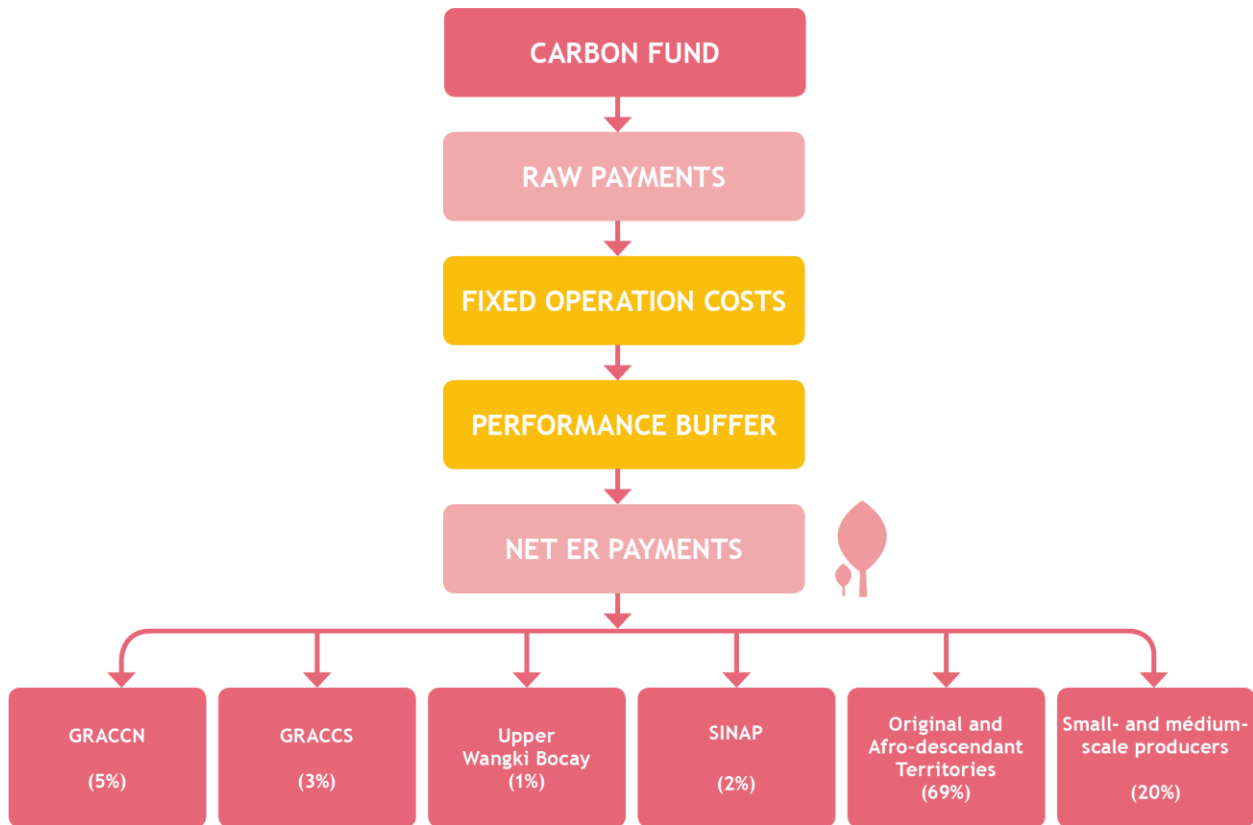 CARBON FUND
RAW PAYMENTS
FIXED OPERATION COSTS
PERFORMANCE BUFFER
NET ER PAYMENTS
GRACCN
(5%)
GRACCS
(3%)
Upper
Wangki Bocay
(1%)
SINAP
(2%)
Original and
Afro-descendant
Territories
(69%)
Small- and médium-
scale producers
(20%)